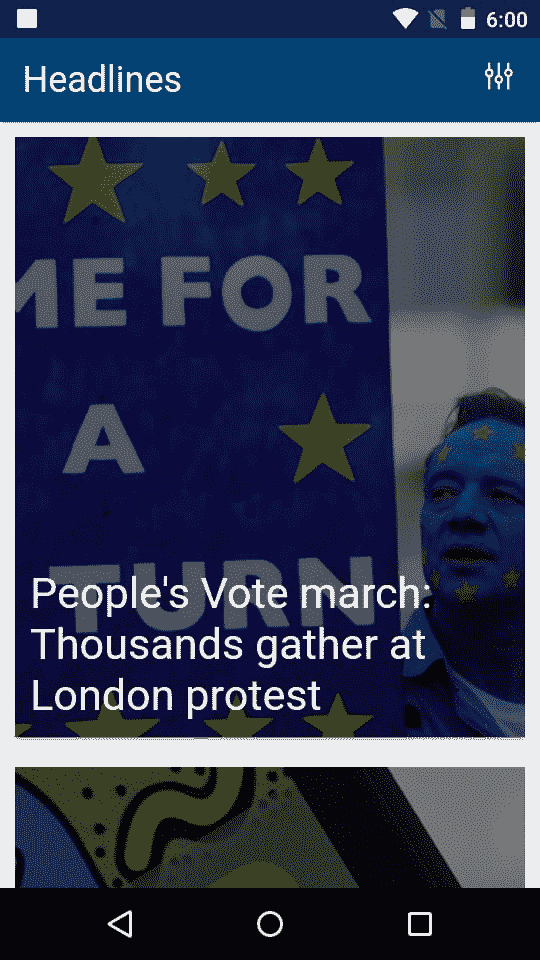 6:00
Headlines
ME FOR
A
TURN
People's Vote march:
Thousands gather at
London protest